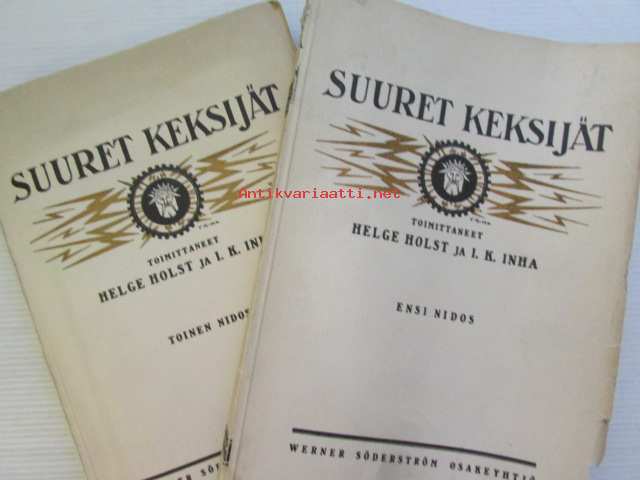 SUURET KEKSIJÄT
TOIMITTANEET
HELGE HOLST JA I. K.
TOINEN NIDOS
WERNER
SUURET KEKSIJÄT
TOIMITTANEET
HELGE HOLST JA I. K. INHA
ENSI NIDOS
WERNER SÖDERSTRÖM OSAKEYHTIÖ
Antikvariaatti.net